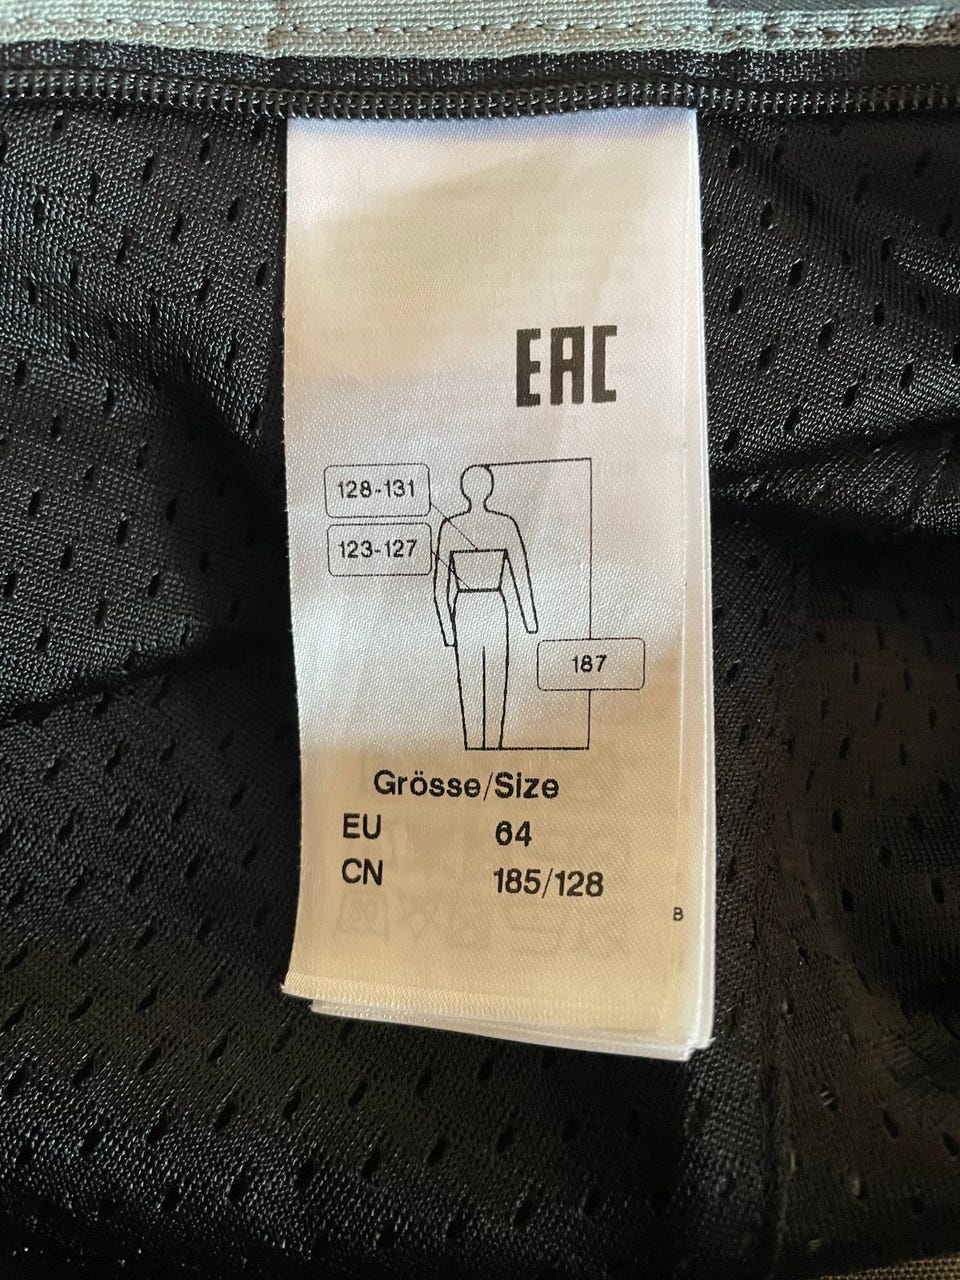 EAC
128-131
123-127
187
Grösse/Size
EU 64
CN 185/128
B